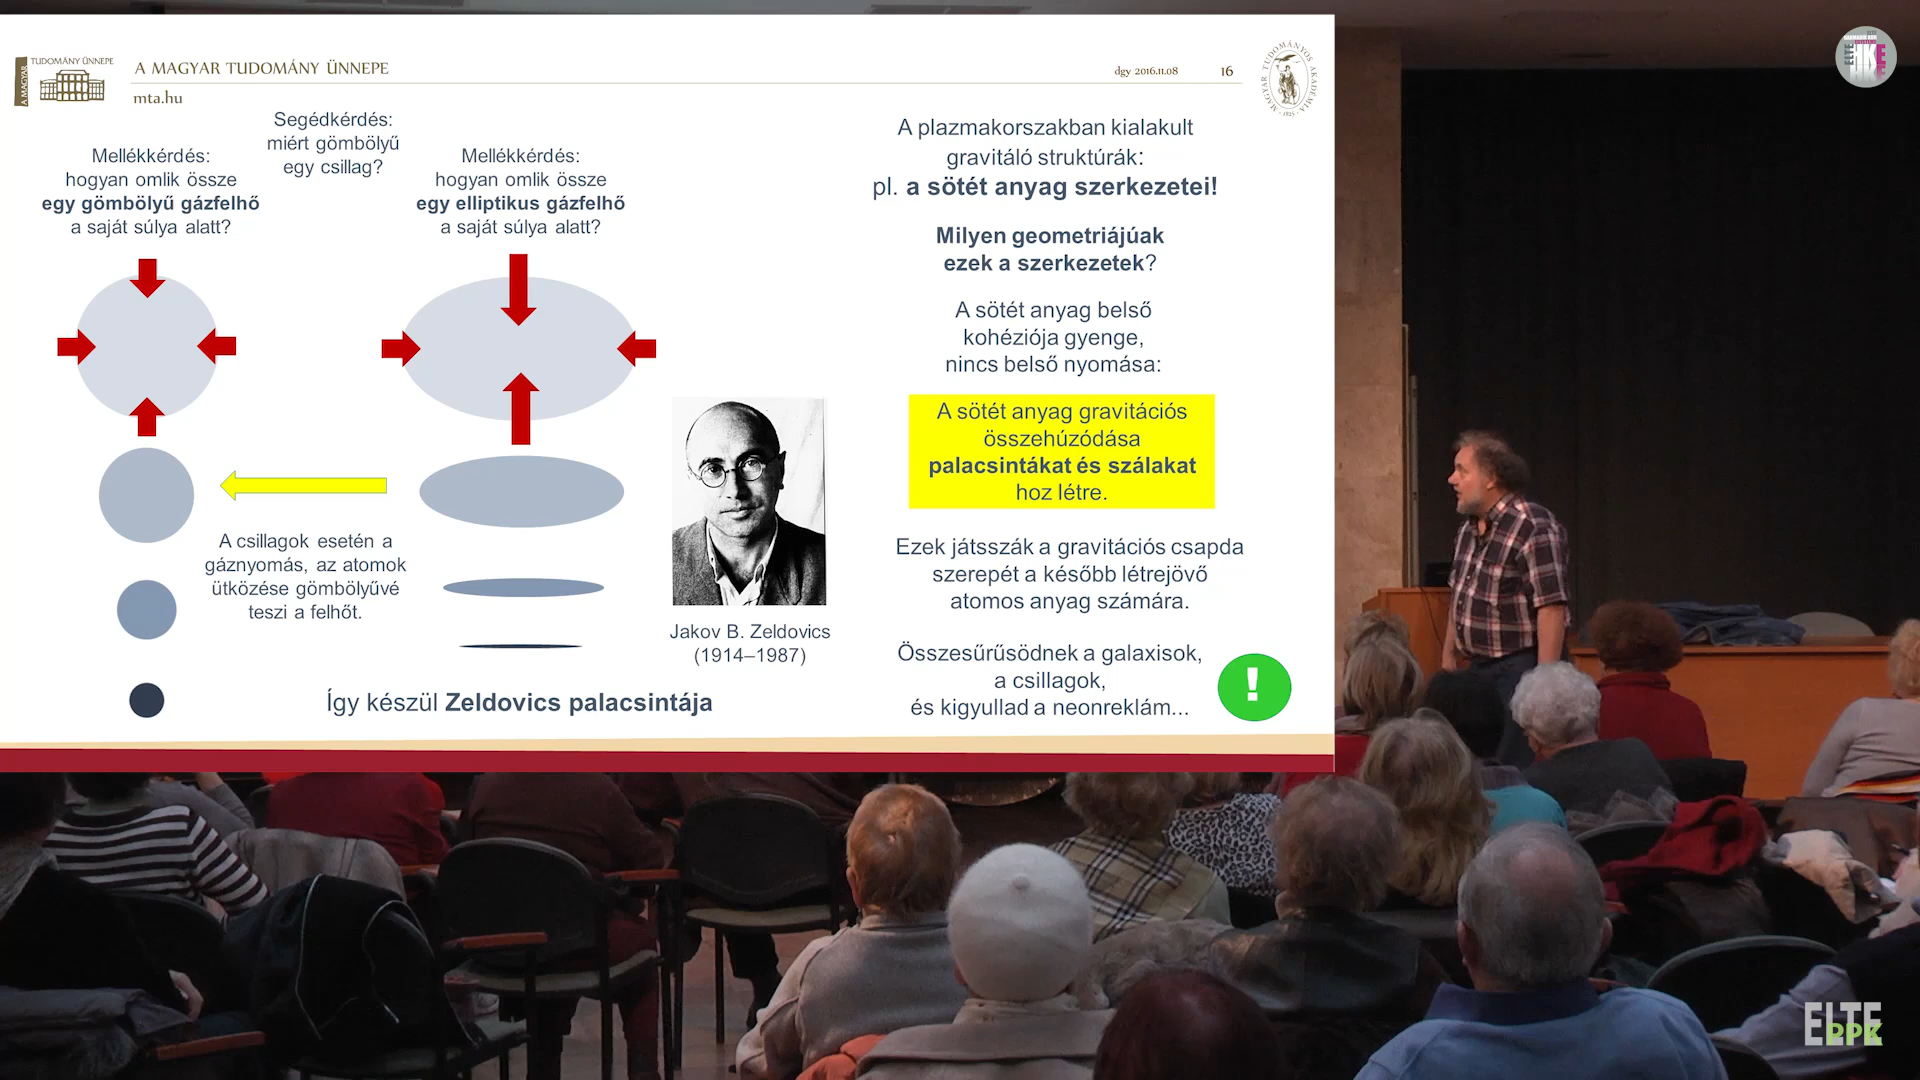 A MAGYAR
TUDOMÁNY ÜNNEPE
A MAGYAR TUDOMÁNY ÜNNEPE
mta.hu
dgy 2016.11.08
16
MAGYAR TUDOMÁNYOS AKADÉMIA
1825
Mellékkérdés:
hogyan omlik össze
egy gömbölyű gázfelhő
a saját súlya alatt?
Segédkérdés:
miért gömbölyű
egy csillag?
Mellékkérdés:
hogyan omlik össze
egy elliptikus gázfelhő
a saját súlya alatt?
A csillagok esetén a
gáznyomás, az atomok
ütközése gömbölyűvé
teszi a felhőt.
Jakov B. Zeldovics
(1914–1987)
Így készül Zeldovics palacsintája
A plazmakorszakban kialakult
gravitáló struktúrák:
pl. a sötét anyag szerkezetei!
Milyen geometriájúak
ezek a szerkezetek?
A sötét anyag belső
kohéziója gyenge,
nincs belső nyomása:
A sötét anyag gravitációs
összehúzódása
palacsintákat és szálakat
hoz létre.
Ezek játsszák a gravitációs csapda
szerepét a később létrejövő
atomos anyag számára.
Összesűrűsödnek a galaxisok,
a csillagok,
és kigyullad a neonreklám...
!
ELTE
PPK